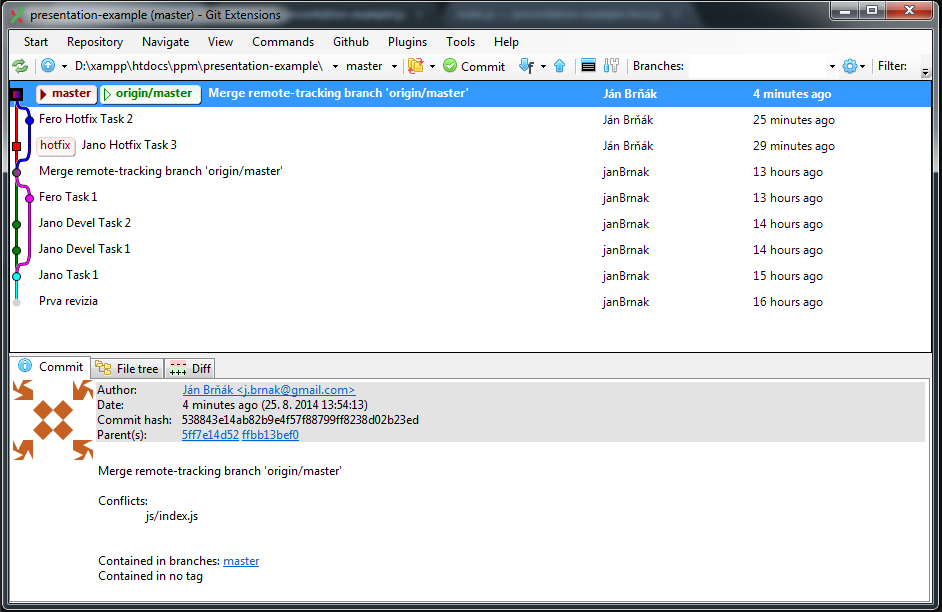 presentation-example (master) - Git Extensions
Start Repository Navigate View Commands Github Plugins Tools Help
D:\xampp\htdocs\ppm\presentation-example\ master Commit Branches: Filter:
master origin/master Merge remote-tracking branch 'origin/master' Ján Brňák 4 minutes ago
Fero Hotfix Task 2 Ján Brňák 25 minutes ago
hotfix Jano Hotfix Task 3 Ján Brňák 29 minutes ago
Merge remote-tracking branch 'origin/master' janBrnak 13 hours ago
Fero Task 1 janBrnak 13 hours ago
Jano Devel Task 2 janBrnak 14 hours ago
Jano Devel Task 1 janBrnak 14 hours ago
Jano Task 1 janBrnak 15 hours ago
Prva revizia janBrnak 16 hours ago
Commit File tree Diff
Author: Ján Brňák <j.brnak@gmail.com>
Date: 4 minutes ago (25. 8. 2014 13:54:13)
Commit hash: 538843e14ab82b9e4f57f88799ff8238d02b23ed
Parent(s): 5ff7e14d52 ffbb13bef0
Merge remote-tracking branch 'origin/master'
Conflicts:
js/index.js
Contained in branches: master
Contained in no tag